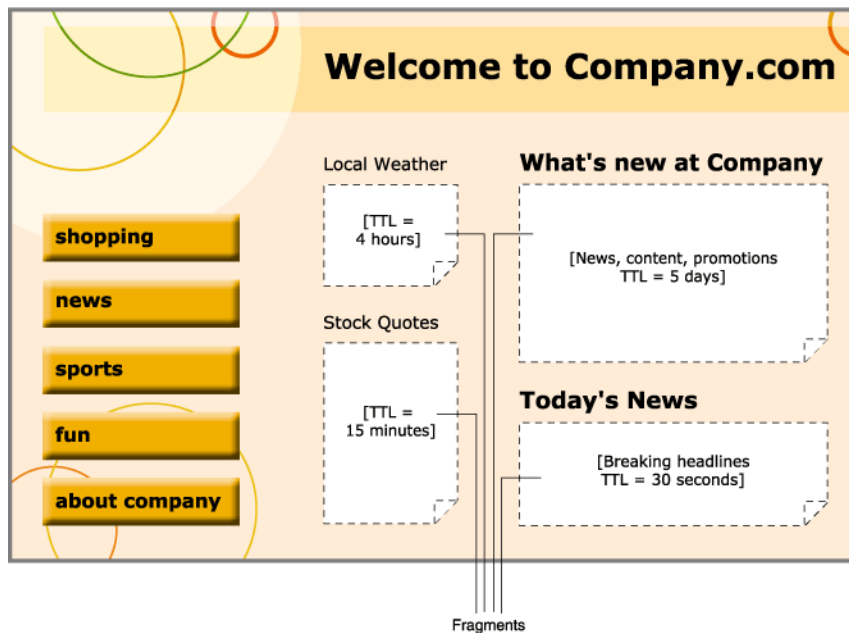 Welcome to Company.com
shopping
news
sports
fun
about company
Local Weather
[TTL =
4 hours]
Stock Quotes
[TTL =
15 minutes]
What's new at Company
[News, content, promotions
TTL = 5 days]
Today's News
[Breaking headlines
TTL = 30 seconds]
Fragments